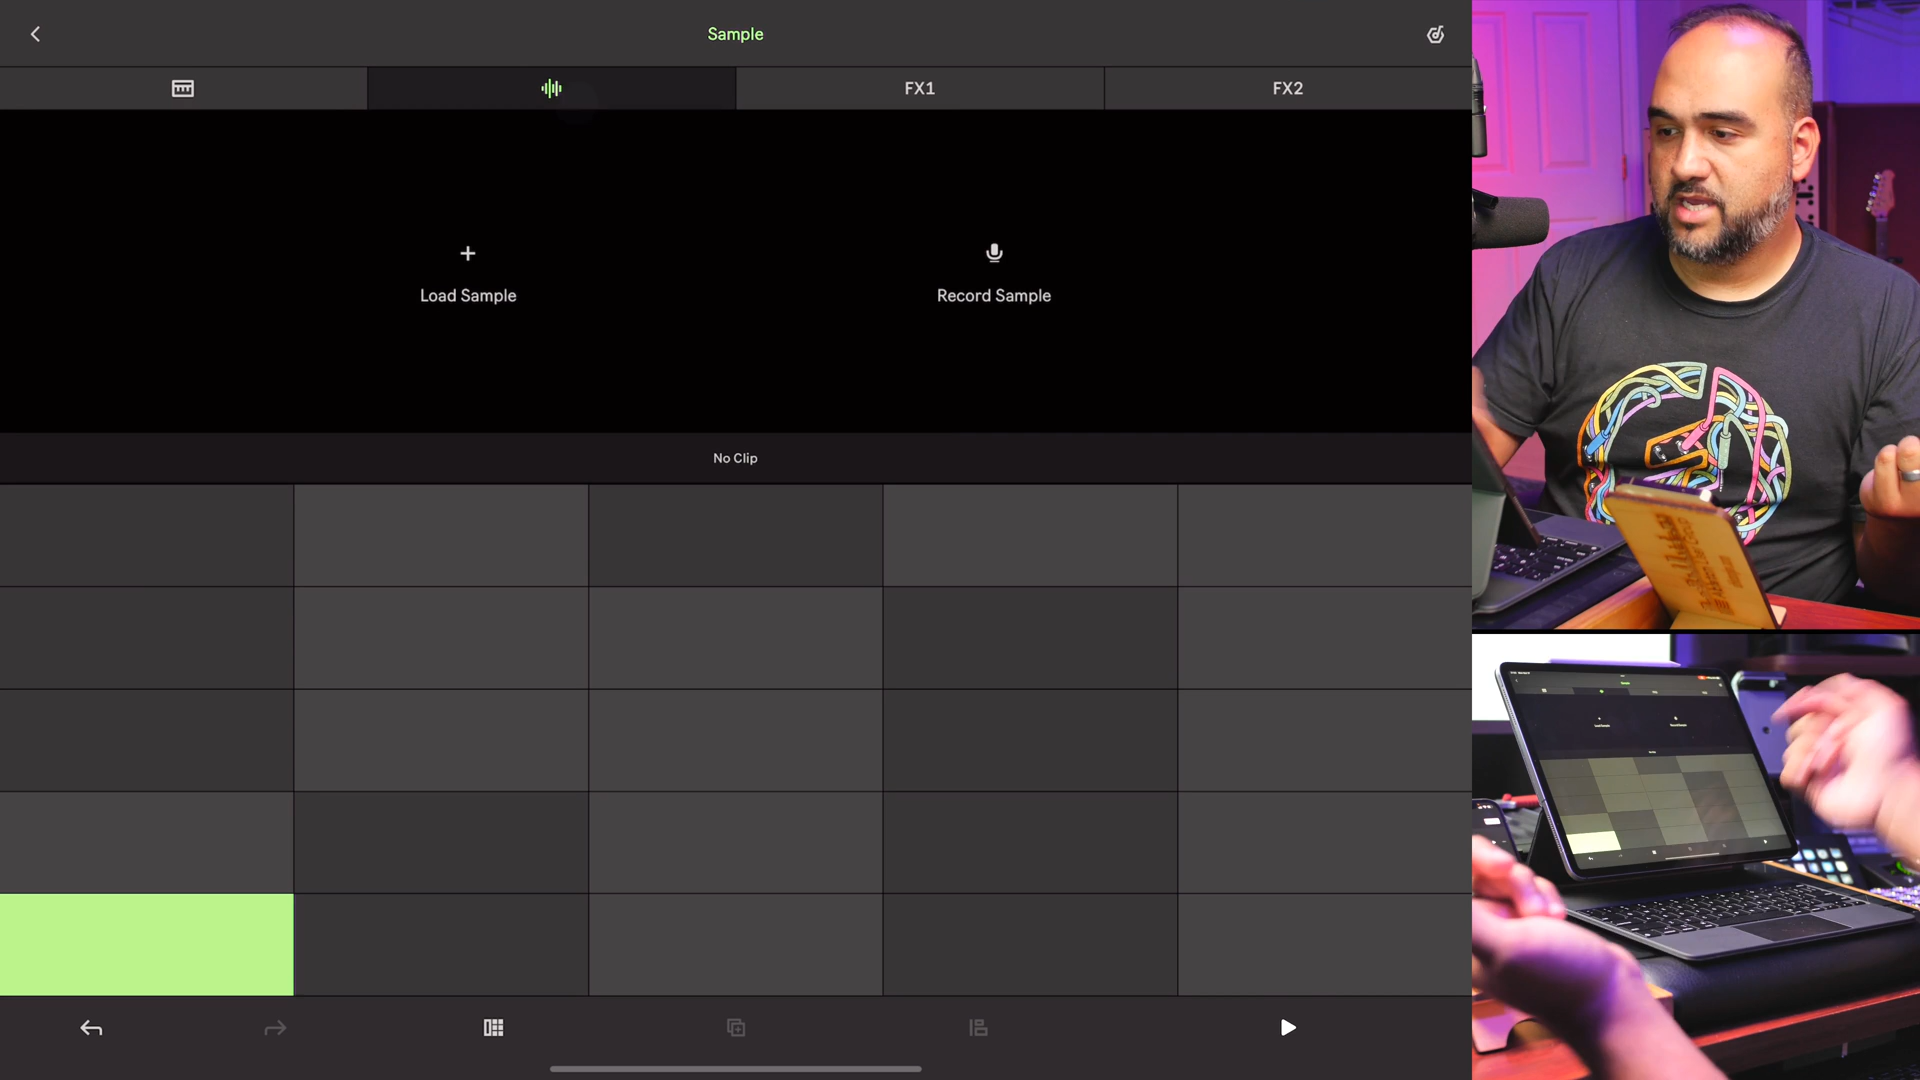 Sample
FX1
FX2
Load Sample
Record Sample
No Clip